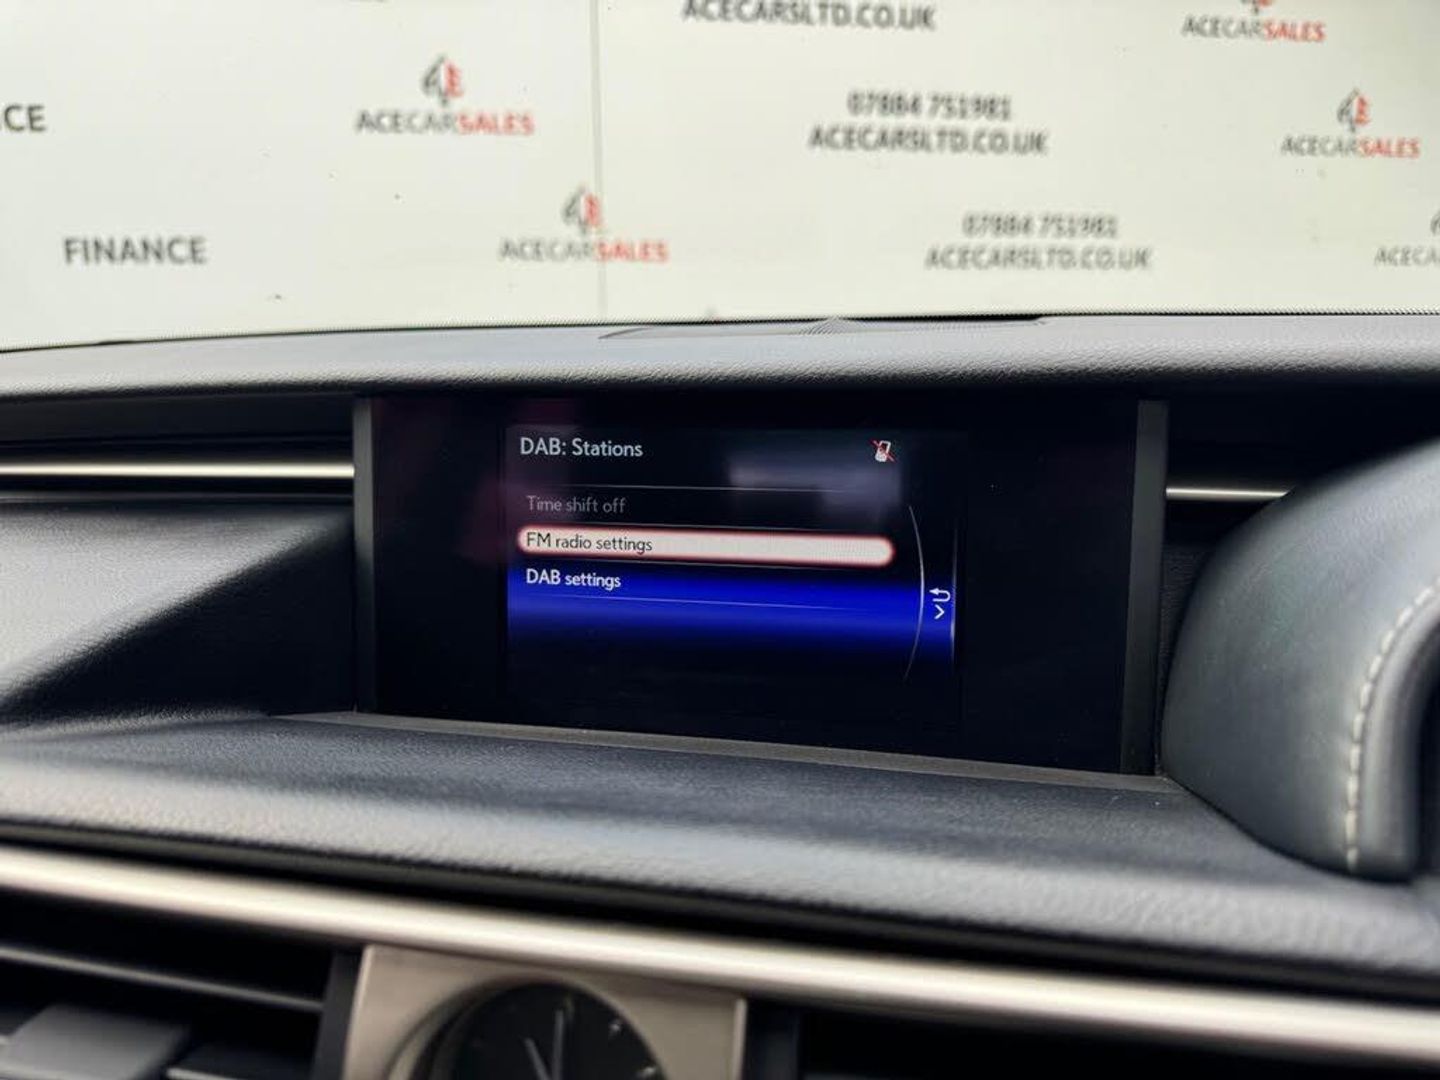 ACECARSLTD.CO.UK
ACECARSALES
CE
ACECARSALES
07884 751981
ACECARSLTD.CO.UK
ACECARSALES
FINANCE
ACECARSALES
07884 751981
ACECARSLTD.CO.UK
ACECA
DAB: Stations
Time shift off
FM radio settings
DAB settings